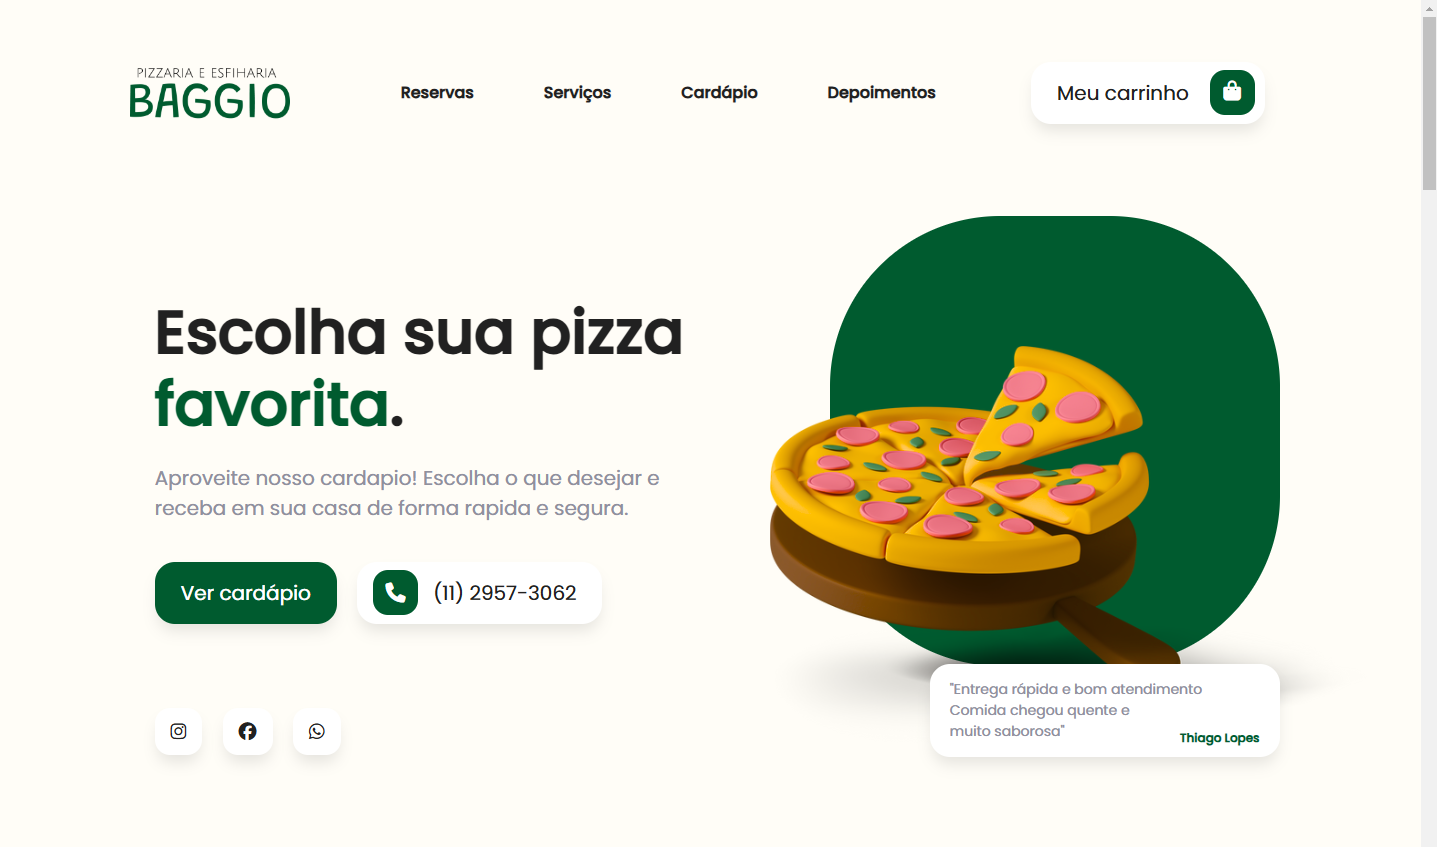 PIZZARIA E ESFIHARIA
BAGGIO
Reservas
Serviços
Cardápio
Depoimentos
Meu carrinho
Escolha sua pizza
favorita.
Aproveite nosso cardapio! Escolha o que desejar e
receba em sua casa de forma rapida e segura.
Ver cardápio
(11) 2957-3062
"Entrega rápida e bom atendimento
Comida chegou quente e
muito saborosa"
Thiago Lopes